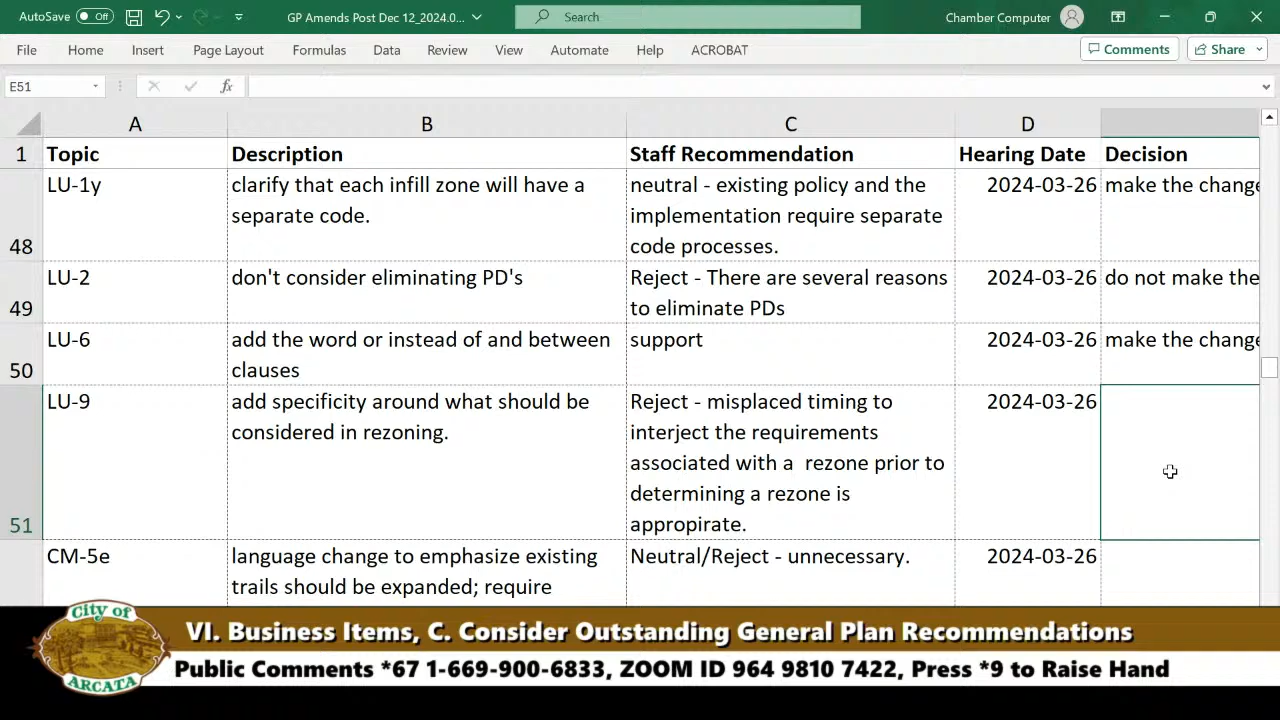 AutoSave Off GP Amends Post Dec 12_2024.0... Search Chamber Computer
File Home Insert Page Layout Formulas Data Review View Automate Help ACROBAT Comments Share
E51 fx
A B C D
1 Topic Description Staff Recommendation Hearing Date Decision
48 LU-1y clarify that each infill zone will have a neutral - existing policy and the 2024-03-26 make the change
separate code. implementation require separate
code processes.
49 LU-2 don't consider eliminating PD's Reject - There are several reasons 2024-03-26 do not make the
to eliminate PDs
50 LU-6 add the word or instead of and between support 2024-03-26 make the change
clauses
51 LU-9 add specificity around what should be Reject - misplaced timing to 2024-03-26
considered in rezoning. interject the requirements
associated with a  rezone prior to
determining a rezone is
appropirate.
CM-5e language change to emphasize existing Neutral/Reject - unnecessary. 2024-03-26
trails should be expanded; require
City of
ARCATA
VI. Business Items, C. Consider Outstanding General Plan Recommendations
Public Comments *67 1-669-900-6833, ZOOM ID 964 9810 7422, Press *9 to Raise Hand